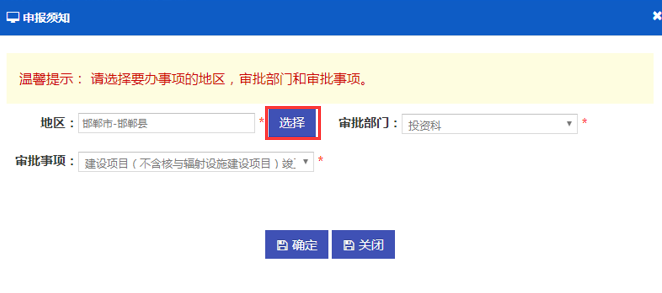 申报须知
温馨提示： 请选择要办事项的地区，审批部门和审批事项。
地区： 邯郸市-邯郸县 * 选择 审批部门： 投资科 *
审批事项： 建设项目（不含核与辐射设施建设项目）竣 *
确定 关闭